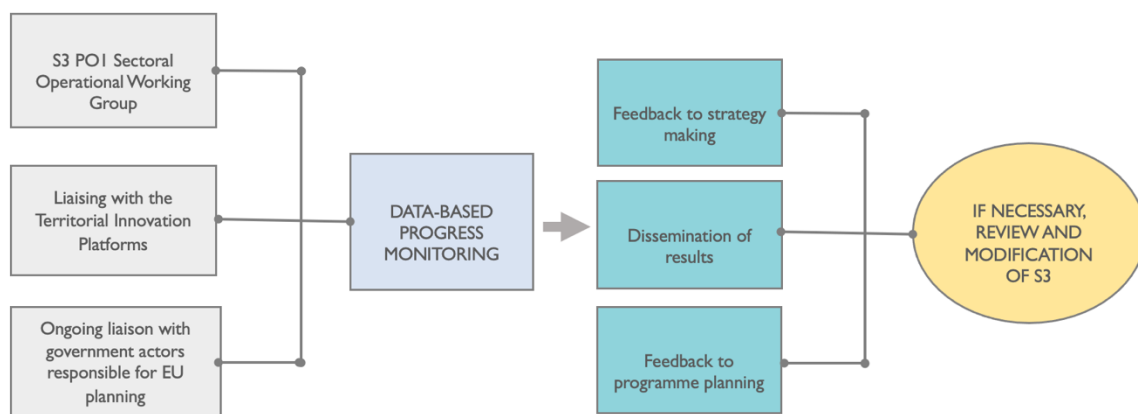 S3 PO1 Sectoral
Operational Working
Group
Liaising with the
Territorial Innovation
Platforms
Ongoing liaison with
government actors
responsible for EU
planning
DATA-BASED
PROGRESS
MONITORING
Feedback to strategy
making
Dissemination of
results
Feedback to
programme planning
IF NECESSARY,
REVIEW AND
MODIFICATION
OF S3